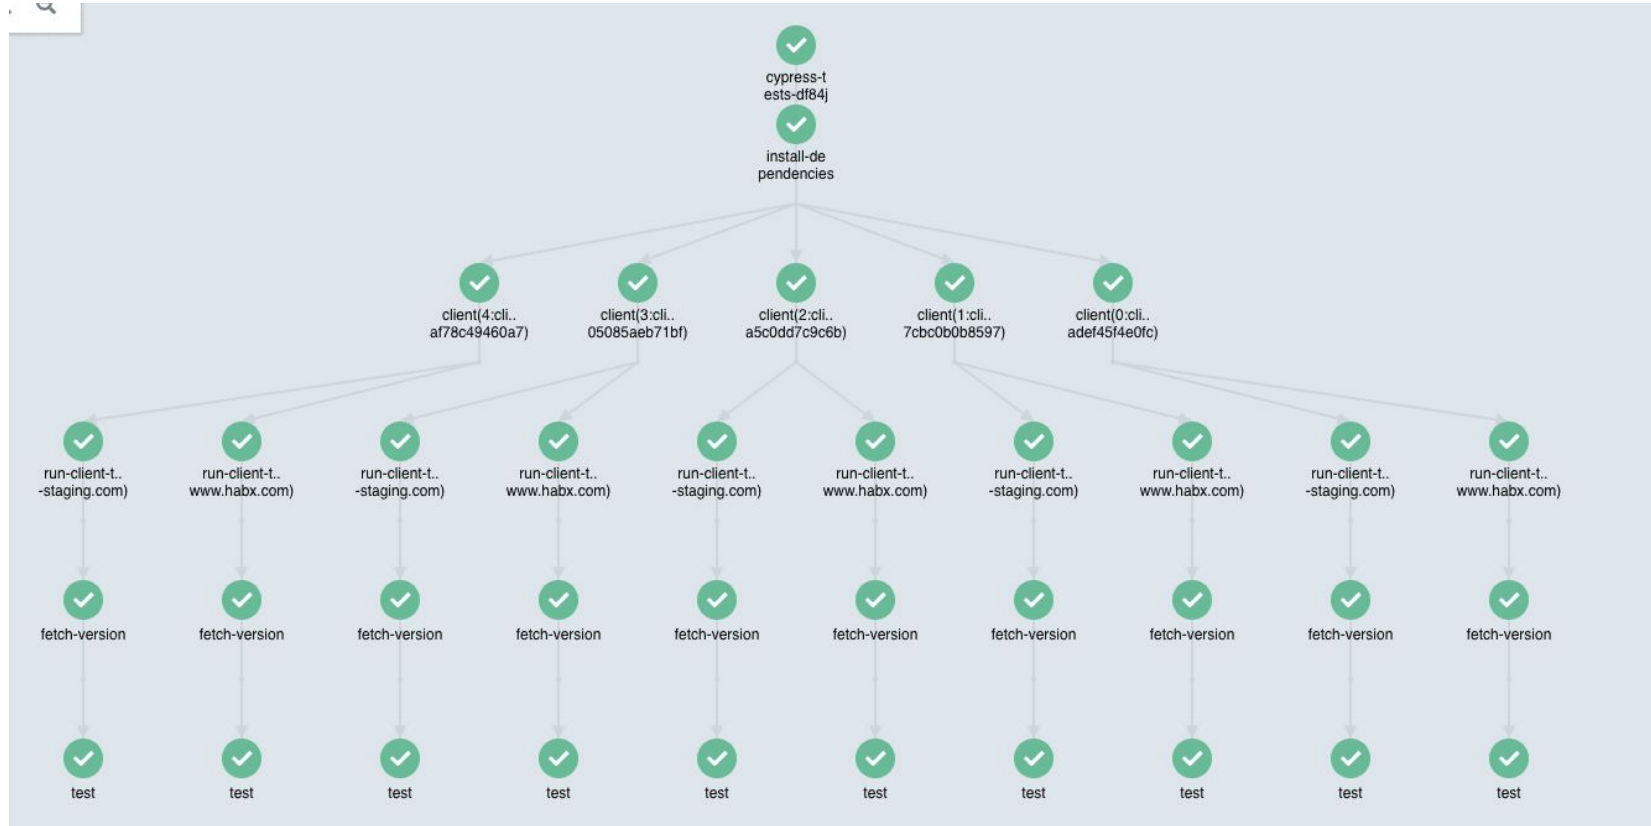 cypress-t
ests-df84j
install-de
pendencies
client(4:cli..
af78c49460a7)
client(3:cli..
05085aeb71bf)
client(2:cli..
a5c0dd7c9c6b)
client(1:cli..
7cbc0b0b8597)
client(0:cli..
adef45f4e0fc)
run-client-t..
-staging.com)
run-client-t..
www.habx.com)
run-client-t..
-staging.com)
run-client-t..
www.habx.com)
run-client-t..
-staging.com)
run-client-t..
www.habx.com)
run-client-t..
-staging.com)
run-client-t..
www.habx.com)
run-client-t..
-staging.com)
run-client-t..
www.habx.com)
fetch-version
fetch-version
fetch-version
fetch-version
fetch-version
fetch-version
fetch-version
fetch-version
fetch-version
fetch-version
test
test
test
test
test
test
test
test
test
test